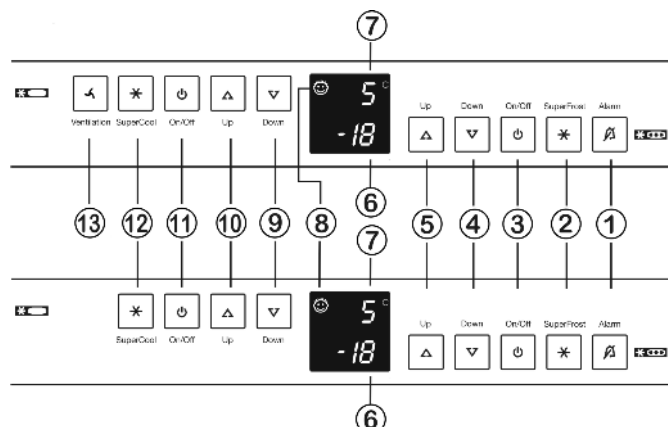 ⑦
5 °C
-18
Up Down On/Off SuperFrost Alarm
Ventilation SuperCool On/Off Up Down
⑬ ⑫ ⑪ ⑩ ⑨ ⑧ ⑥ ⑤ ④ ③ ② ①
⑦
5 °C
-18
Up Down On/Off SuperFrost Alarm
SuperCool On/Off Up Down
⑥